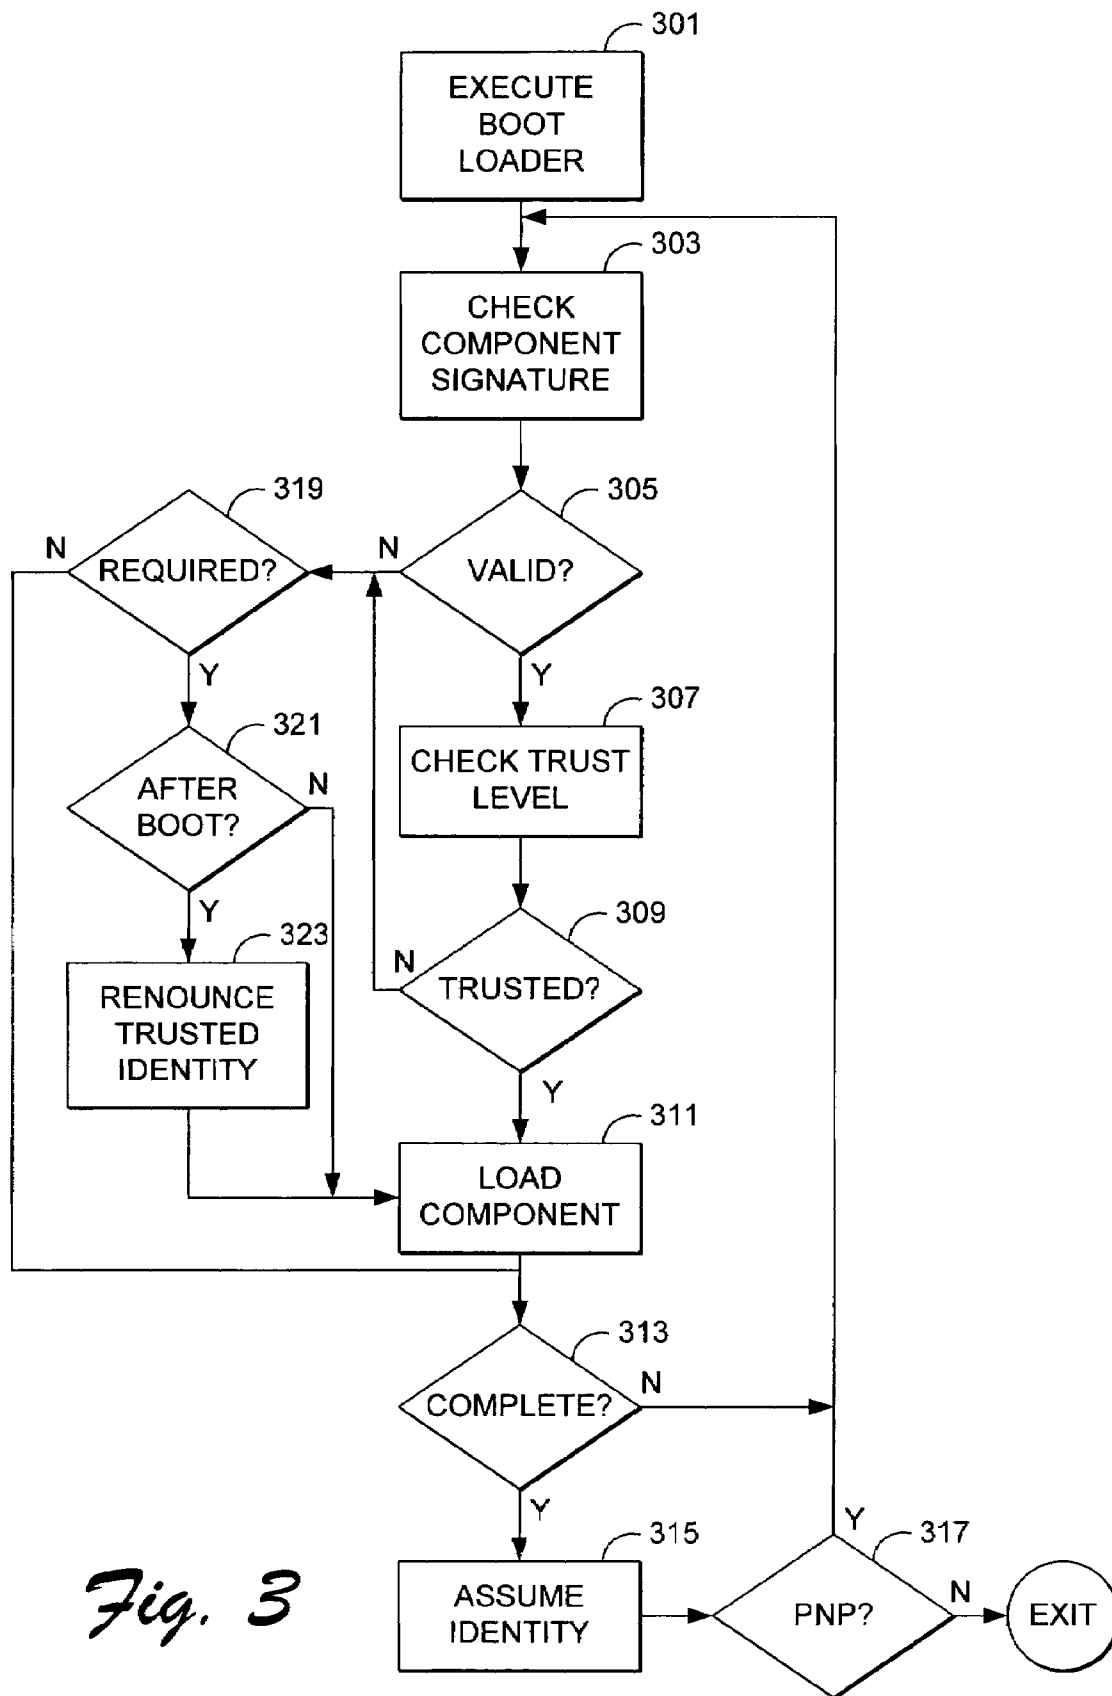 301
EXECUTE
BOOT
LOADER
303
CHECK
COMPONENT
SIGNATURE
319
305
N
REQUIRED?
N
VALID?
Y
Y
321
307
AFTER
BOOT?
N
CHECK TRUST
LEVEL
Y
309
323
N
TRUSTED?
RENOUNCE
TRUSTED
IDENTITY
Y
311
LOAD
COMPONENT
313
COMPLETE?
N
Y
Y
315
317
ASSUME
IDENTITY
PNP?
N
EXIT
Fig. 3